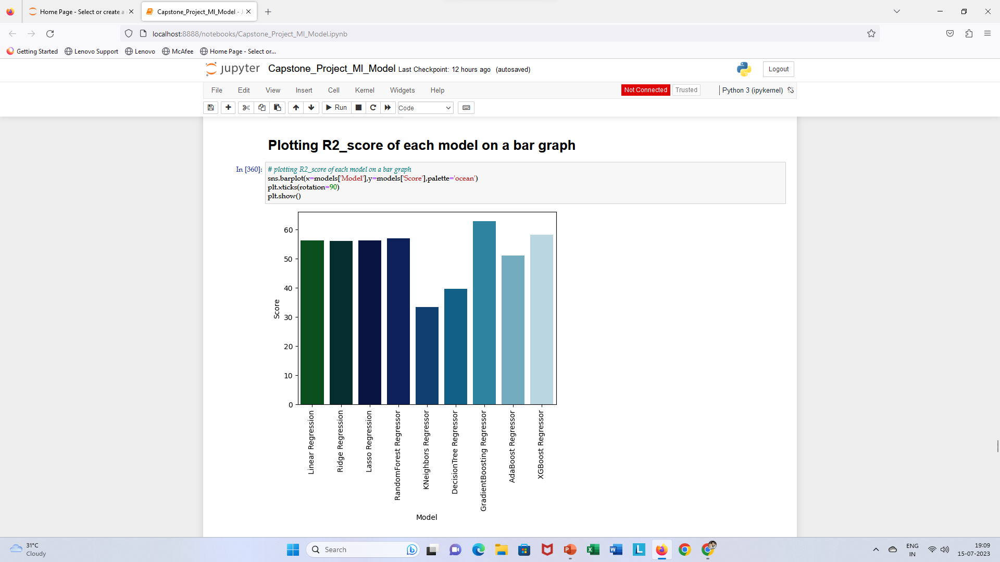 Home Page - Select or create a
Capstone_Project_Ml_Model - J
localhost:8888/notebooks/Capstone_Project_Ml_Model.ipynb
Getting Started
Lenovo Support
Lenovo
McAfee
Home Page - Select or...
jupyter
Capstone_Project_Ml_Model Last Checkpoint: 12 hours ago (autosaved)
Logout
File Edit View Insert Cell Kernel Widgets Help
Not Connected
Trusted
Python 3 (ipykernel)
Run
Code
Plotting R2_score of each model on a bar graph
In [360]:
# plotting R2_score of each model on a bar graph
sns.barplot(x=models['Model'],y=models['Score'],palette='ocean')
plt.xticks(rotation=90)
plt.show()
60
50
40
30
20
10
0
Score
Linear Regression
Ridge Regression
Lasso Regression
RandomForest Regressor
KNeighbors Regressor
DecisionTree Regressor
GradientBoosting Regressor
AdaBoost Regressor
XGBoost Regressor
Model
31°C
Cloudy
Search
ENG
IN
19:09
15-07-2023